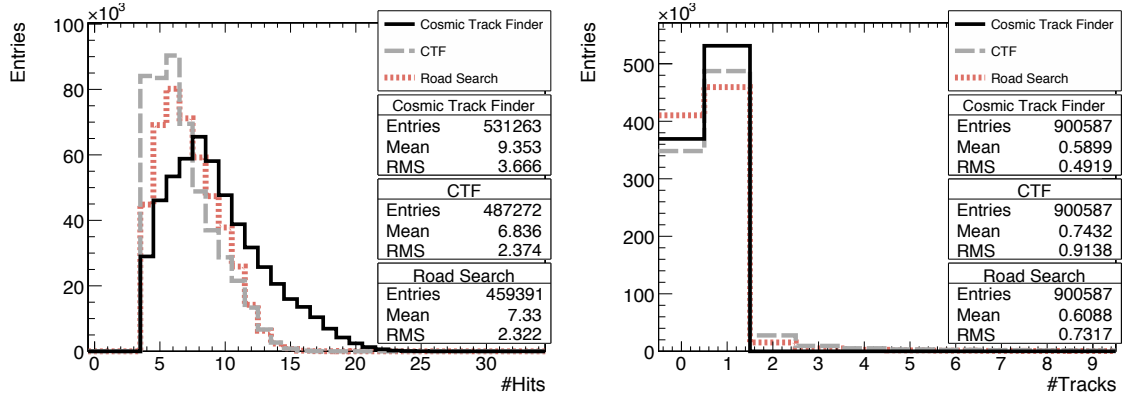 ×10³
Entries
100
80
60
40
20
0
0 5 10 15 20 25 30
#Hits
Cosmic Track Finder
CTF
Road Search
Cosmic Track Finder
Entries 531263
Mean 9.353
RMS 3.666
CTF
Entries 487272
Mean 6.836
RMS 2.374
Road Search
Entries 459391
Mean 7.33
RMS 2.322
×10³
Entries
500
400
300
200
100
0
0 1 2 3 4 5 6 7 8 9
#Tracks
Cosmic Track Finder
CTF
Road Search
Cosmic Track Finder
Entries 900587
Mean 0.5899
RMS 0.4919
CTF
Entries 900587
Mean 0.7432
RMS 0.9138
Road Search
Entries 900587
Mean 0.6088
RMS 0.7317